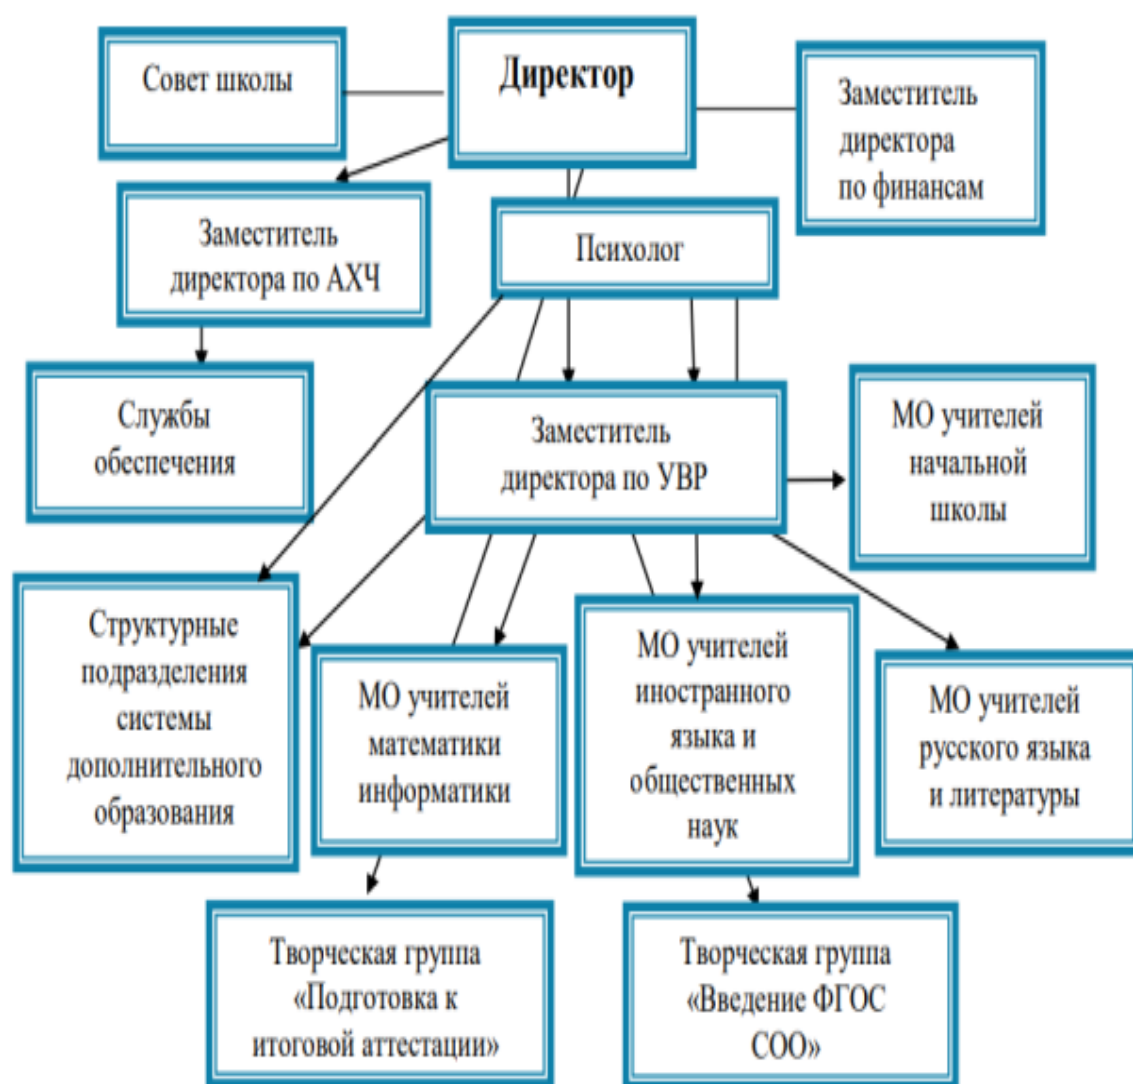 Совет школы
Директор
Заместитель
директора
по финансам
Заместитель
директора по АХЧ
Психолог
Службы
обеспечения
Заместитель
директора по УВР
МО учителей
начальной
школы
Структурные
подразделения
системы
дополнительного
образования
МО учителей
математики
информатики
МО учителей
иностранного
языка и
общественных
наук
МО учителей
русского языка
и литературы
Творческая группа
«Подготовка к
итоговой аттестации»
Творческая группа
«Введение ФГОС
СОО»